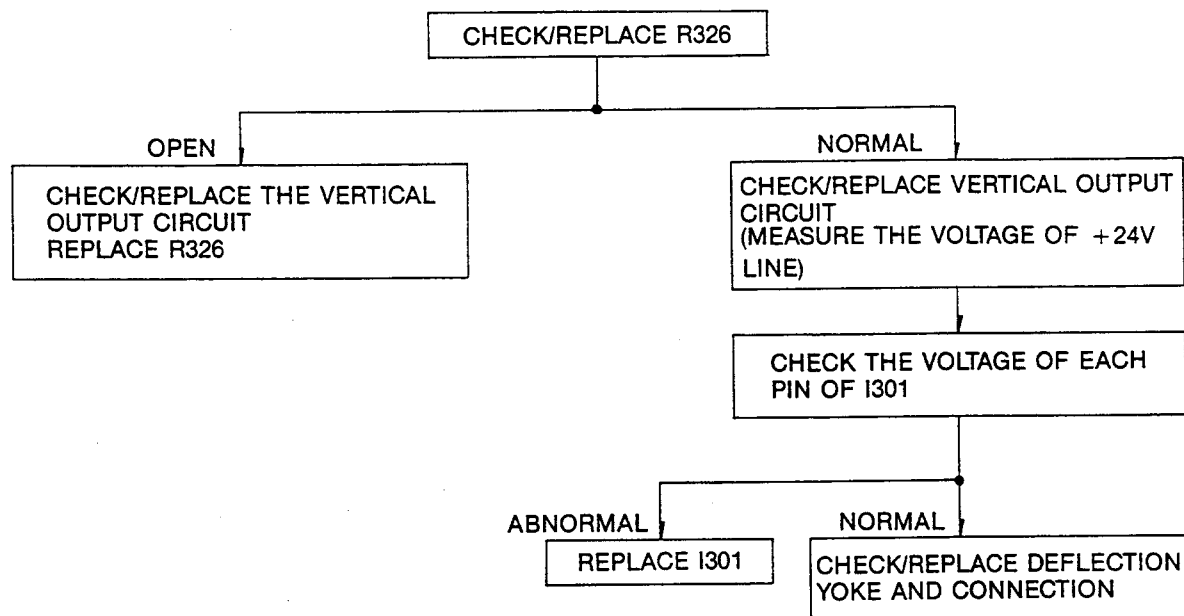 CHECK/REPLACE R326
OPEN
NORMAL
CHECK/REPLACE THE VERTICAL
OUTPUT CIRCUIT
REPLACE R326
CHECK/REPLACE VERTICAL OUTPUT
CIRCUIT
(MEASURE THE VOLTAGE OF +24V
LINE)
CHECK THE VOLTAGE OF EACH
PIN OF I301
ABNORMAL
NORMAL
REPLACE I301
CHECK/REPLACE DEFLECTION
YOKE AND CONNECTION